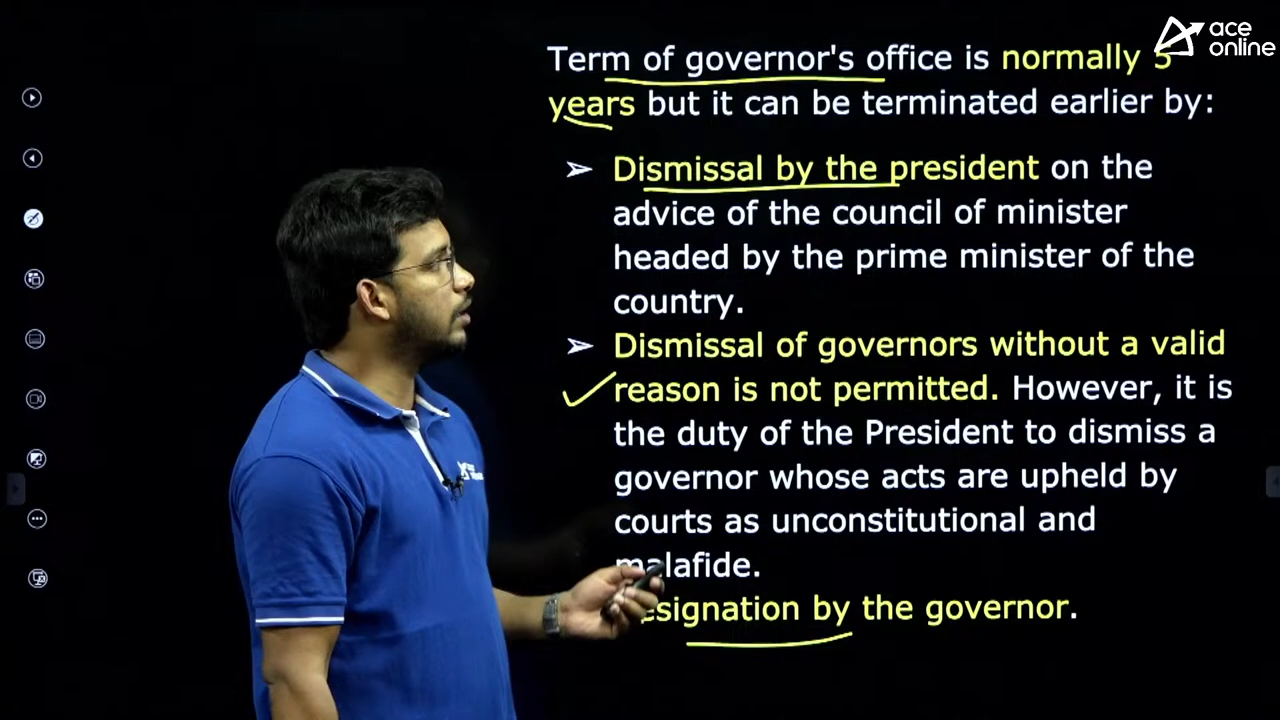 ace
online
Term of governor's office is normally 5
years but it can be terminated earlier by:
➢ Dismissal by the president on the
advice of the council of minister
headed by the prime minister of the
country.
➢ Dismissal of governors without a valid
reason is not permitted. However, it is
the duty of the President to dismiss a
governor whose acts are upheld by
courts as unconstitutional and
malafide.
esignation by the governor.